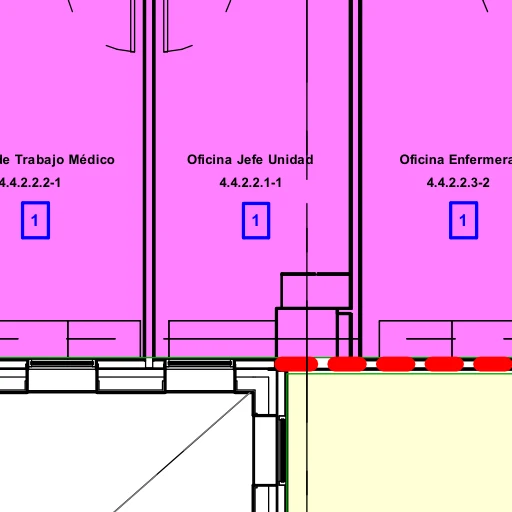 de Trabajo Médico
4.4.2.2.2-1
1
Oficina Jefe Unidad
4.4.2.2.1-1
1
Oficina Enfermera
4.4.2.2.3-2
1